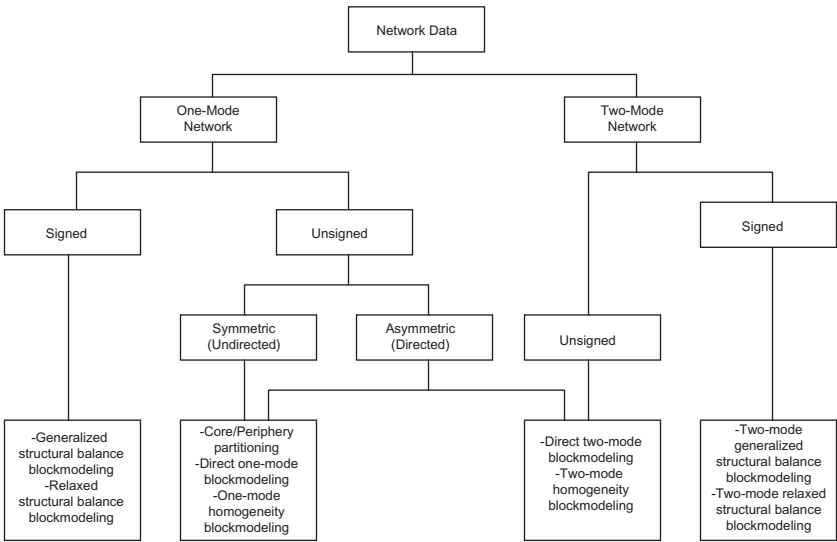 Network Data
One-Mode
Network
Two-Mode
Network
Signed
Unsigned
Signed
Symmetric
(Undirected)
Asymmetric
(Directed)
Unsigned
-Generalized
structural balance
blockmodeling
-Relaxed
structural balance
blockmodeling
-Core/Periphery
partitioning
-Direct one-mode
blockmodeling
-One-mode
homogeneity
blockmodeling
-Direct two-mode
blockmodeling
-Two-mode
homogeneity
blockmodeling
-Two-mode
generalized
structural balance
blockmodeling
-Two-mode relaxed
structural balance
blockmodeling